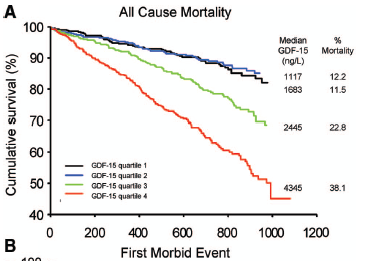 A
All Cause Mortality
Median
GDF-15
(ng/L)
%
Mortality
Cumulative survival (%)
100
90
80
70
60
50
40
1117 12.2
1683 11.5
2445 22.8
4345 38.1
GDF-15 quartile 1
GDF-15 quartile 2
GDF-15 quartile 3
GDF-15 quartile 4
0 200 400 600 800 1000 1200
First Morbid Event
B